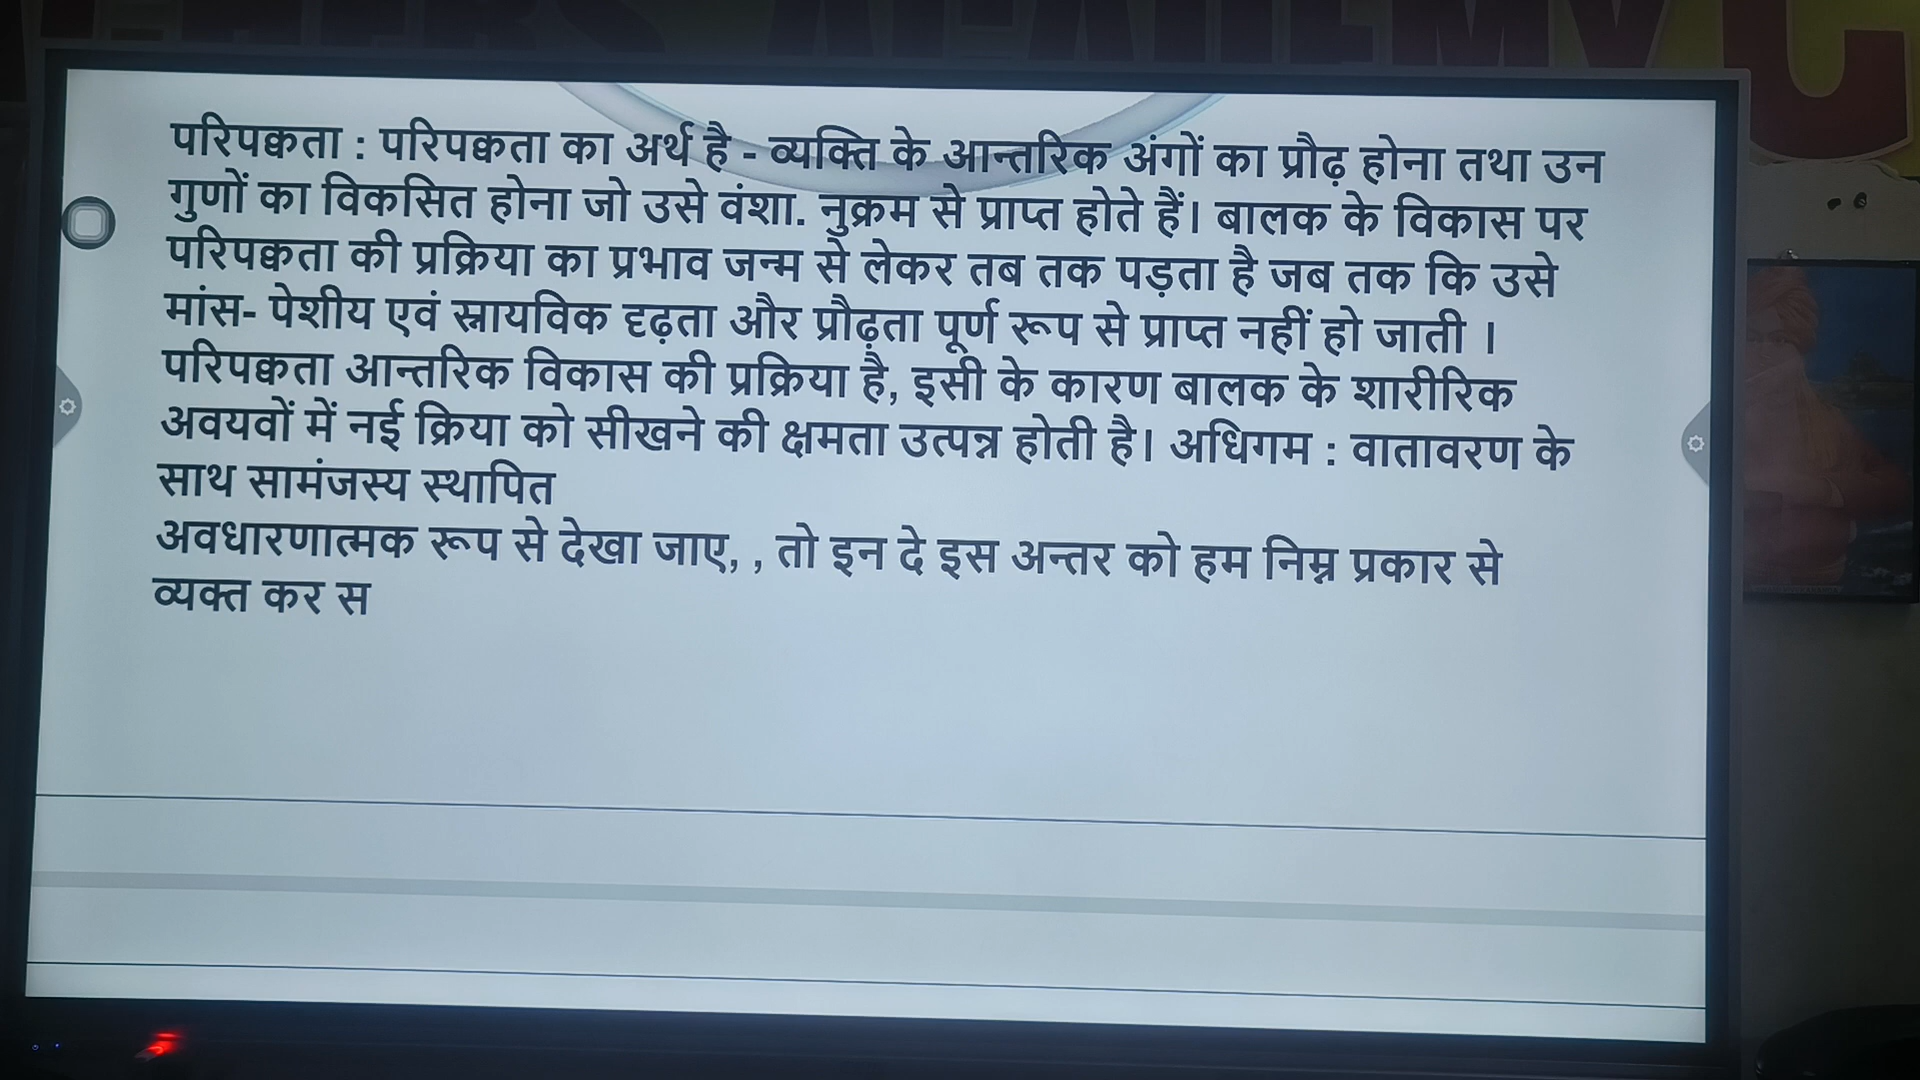 ACADEMY
परिपक्वता : परिपक्वता का अर्थ है - व्यक्ति के आन्तरिक अंगों का प्रौढ़ होना तथा उन
गुणों का विकसित होना जो उसे वंशा. नुक्रम से प्राप्त होते हैं। बालक के विकास पर
परिपक्वता की प्रक्रिया का प्रभाव जन्म से लेकर तब तक पड़ता है जब तक कि उसे
मांस- पेशीय एवं स्नायविक दृढ़ता और प्रौढ़ता पूर्ण रूप से प्राप्त नहीं हो जाती ।
परिपक्वता आन्तरिक विकास की प्रक्रिया है, इसी के कारण बालक के शारीरिक
अवयवों में नई क्रिया को सीखने की क्षमता उत्पन्न होती है। अधिगम : वातावरण के
साथ सामंजस्य स्थापित
अवधारणात्मक रूप से देखा जाए, , तो इन दे इस अन्तर को हम निम्न प्रकार से
व्यक्त कर स